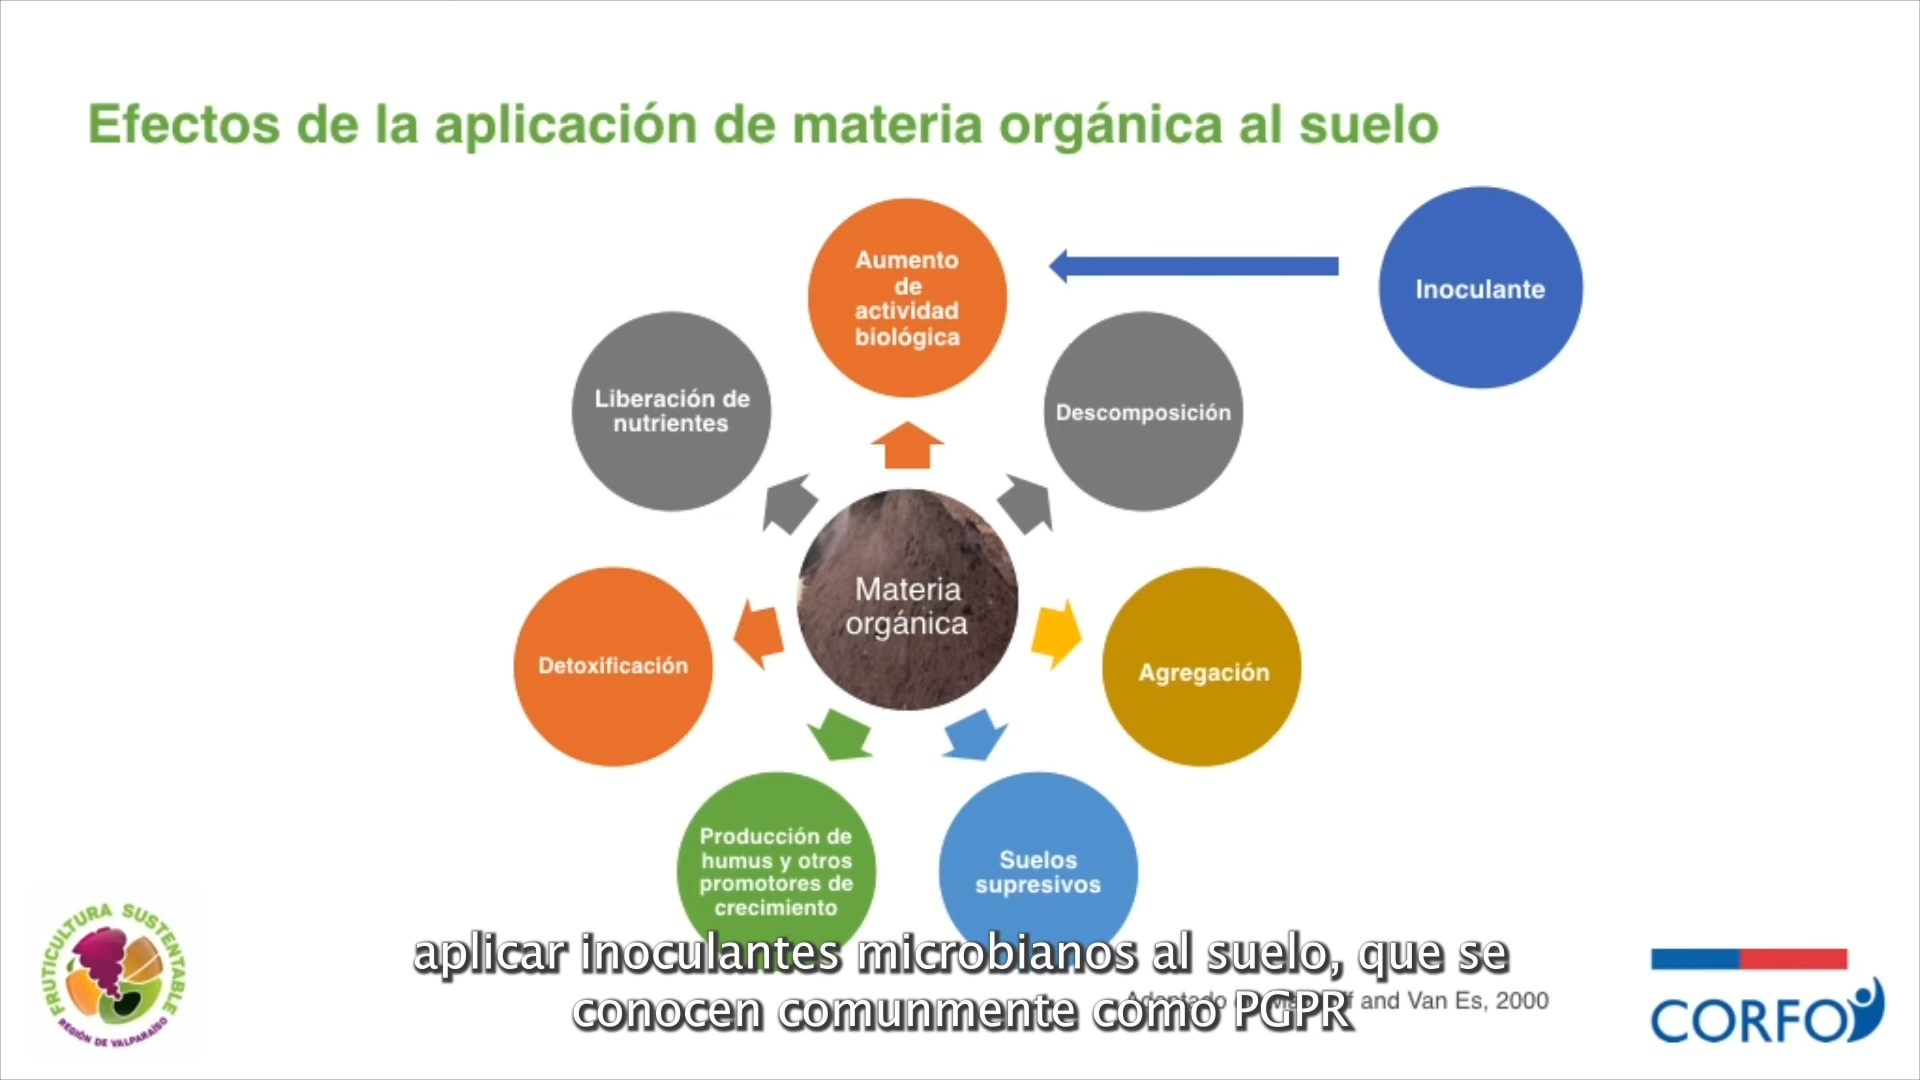 Efectos de la aplicación de materia orgánica al suelo
Aumento
de
actividad
biológica
Inoculante
Liberación de
nutrientes
Descomposición
Materia
orgánica
Detoxificación
Agregación
Producción de
humus y otros
promotores de
crecimiento
Suelos
supresivos
aplicar inoculantes microbianos al suelo, que se
conocen comunmente como PGPR
and Van Es, 2000
FRUTICULTURA SUSTENTABLE
REGIÓN DE VALPARAÍSO
CORFO